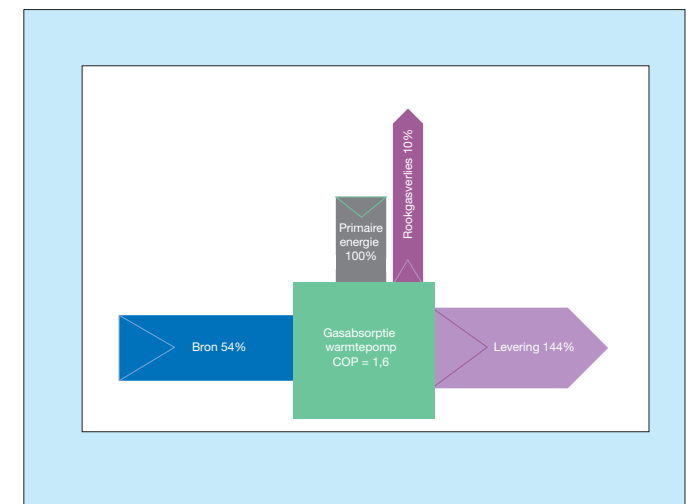 Rookgasverlies 10%
Primaire
energie
100%
Bron 54%
Gasabsorptie
warmtepomp
COP = 1,6
Levering 144%